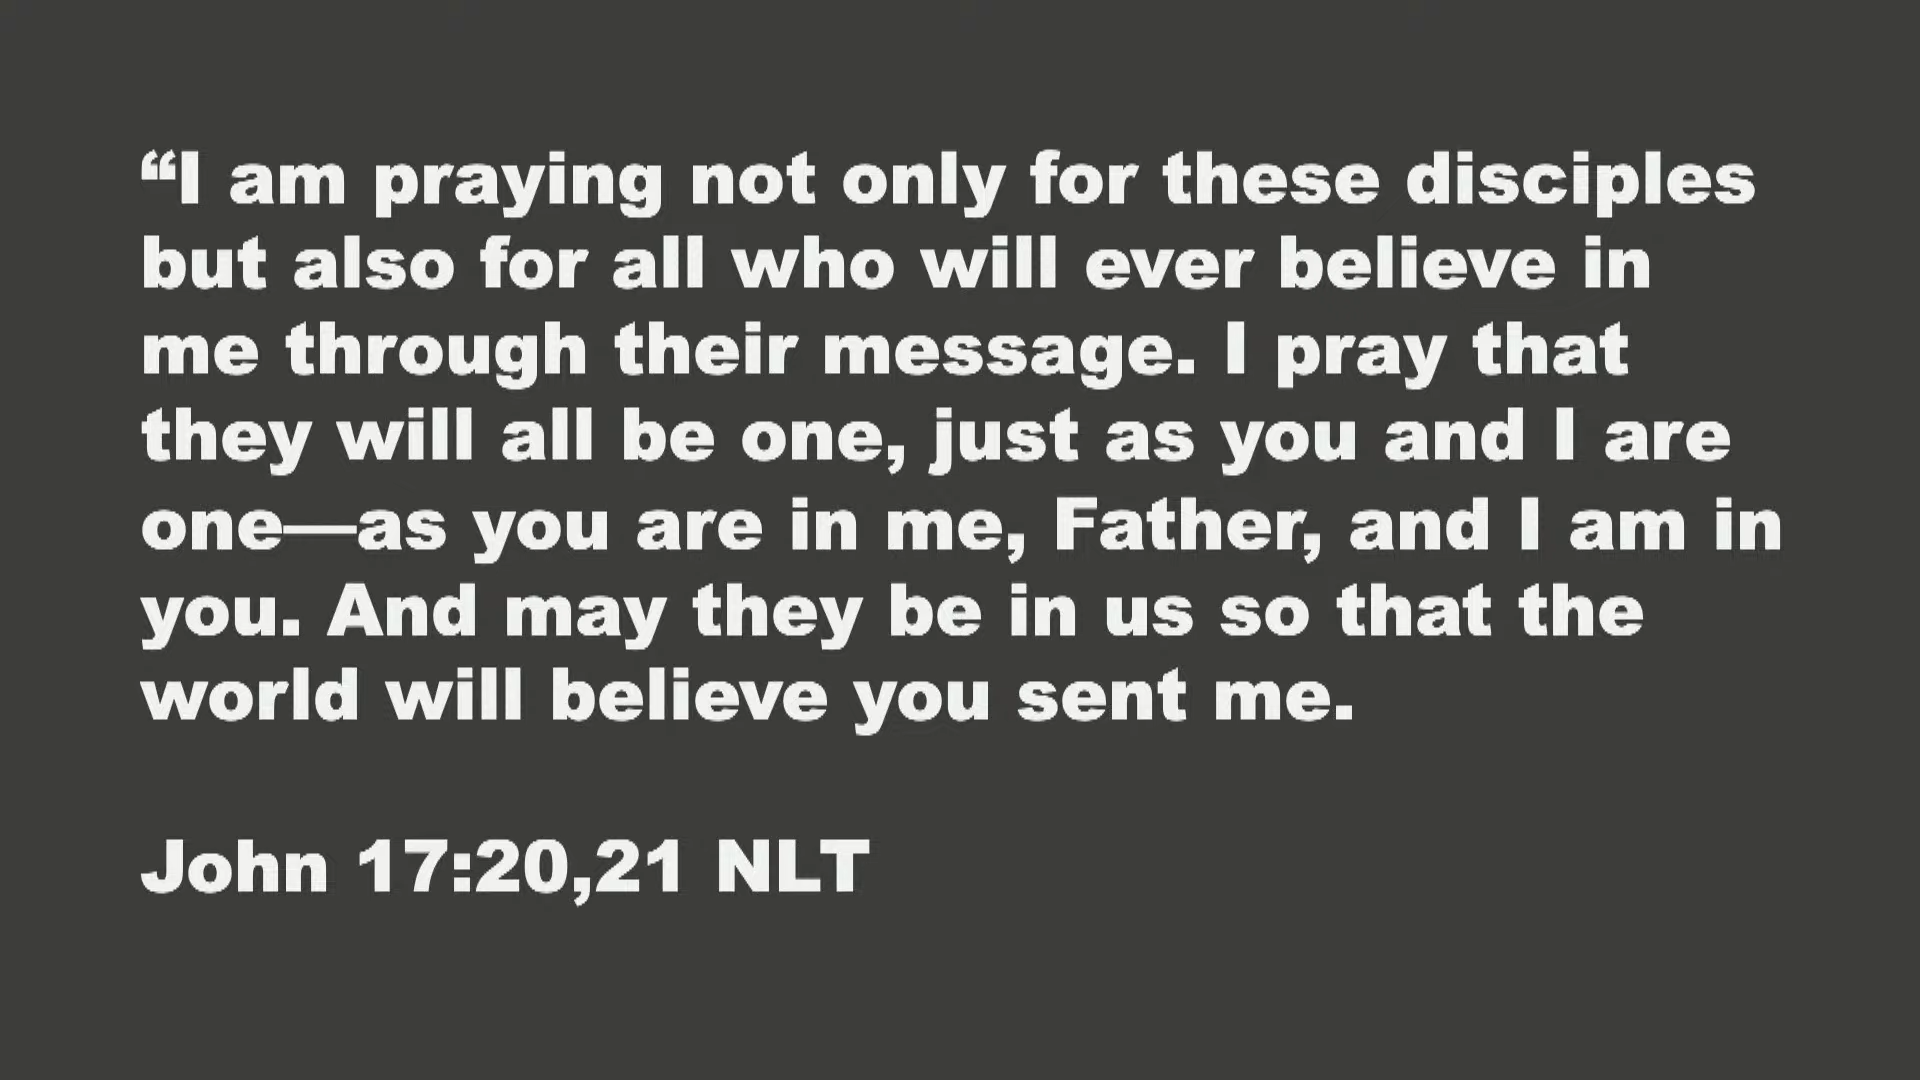 “I am praying not only for these disciples
but also for all who will ever believe in
me through their message. I pray that
they will all be one, just as you and I are
one—as you are in me, Father, and I am in
you. And may they be in us so that the
world will believe you sent me.
John 17:20,21 NLT